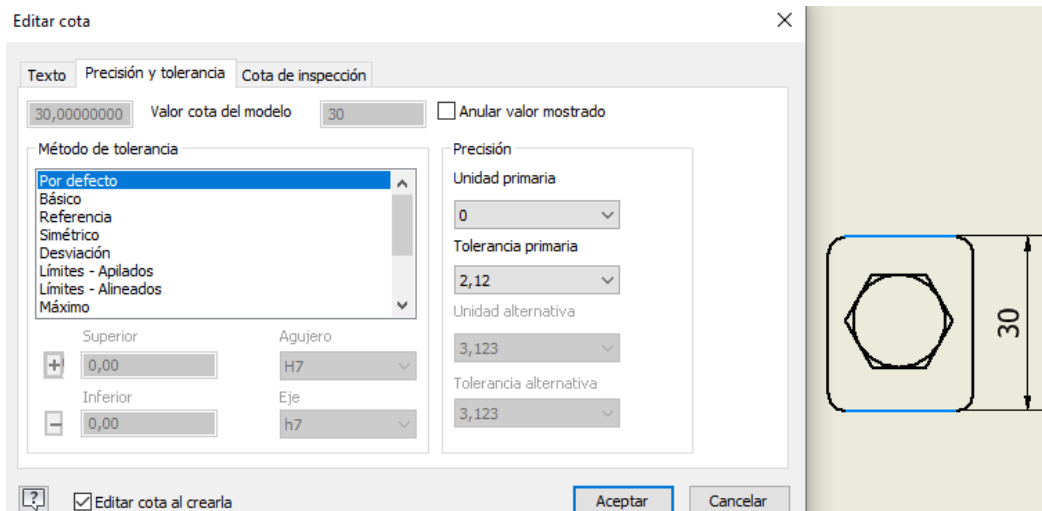 Editar cota
Texto Precisión y tolerancia Cota de inspección
30,00000000 Valor cota del modelo 30 Anular valor mostrado
Método de tolerancia Precisión
Por defecto Unidad primaria
Básico
Referencia 0
Simétrico
Desviación Tolerancia primaria
Límites - Apilados
Límites - Alineados 2,12
Máximo
Unidad alternativa
Superior Agujero
+ 0,00 H7 3,123
Inferior Eje Tolerancia alternativa
- 0,00 h7 3,123
? Editar cota al crearla Aceptar Cancelar
30